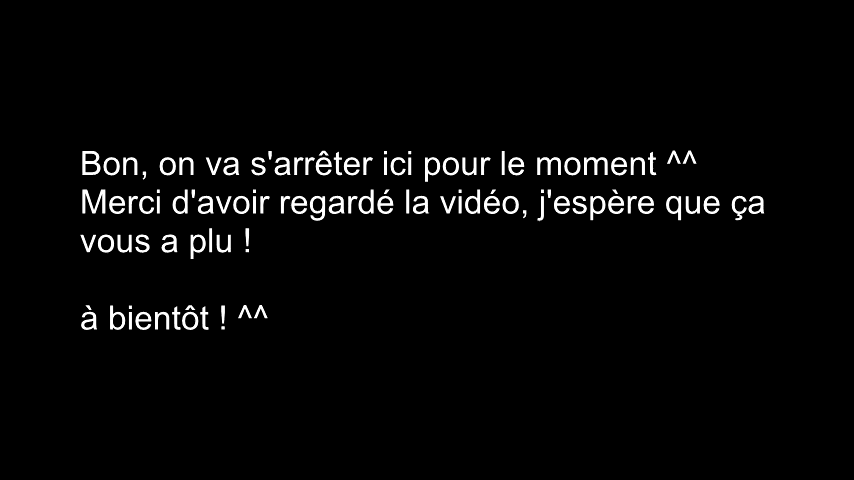 Bon, on va s'arrêter ici pour le moment ^^
Merci d'avoir regardé la vidéo, j'espère que ça
vous a plu !
à bientôt ! ^^